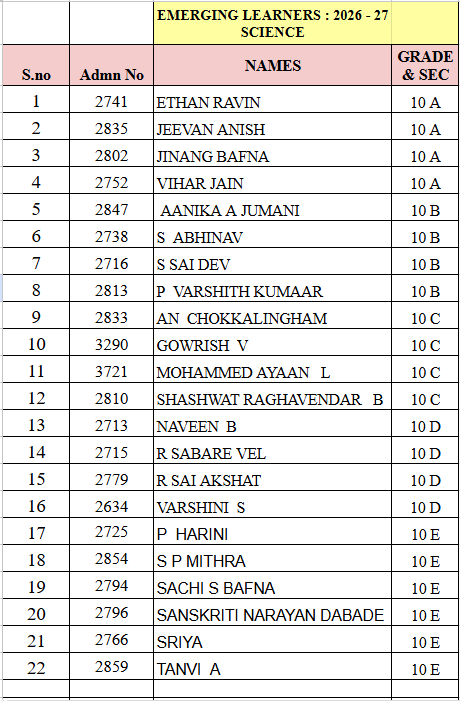 EMERGING LEARNERS : 2026 - 27
SCIENCE
S.no Admn No NAMES GRADE & SEC
1 2741 ETHAN RAVIN 10 A
2 2835 JEEVAN ANISH 10 A
3 2802 JINANG BAFNA 10 A
4 2752 VIHAR JAIN 10 A
5 2847 AANIKA A JUMANI 10 B
6 2738 S ABHINAV 10 B
7 2716 S SAI DEV 10 B
8 2813 P VARSHITH KUMAAR 10 B
9 2833 AN CHOKKALINGHAM 10 C
10 3290 GOWRISH V 10 C
11 3721 MOHAMMED AYAAN L 10 C
12 2810 SHASHWAT RAGHAVENDAR B 10 C
13 2713 NAVEEN B 10 D
14 2715 R SABARE VEL 10 D
15 2779 R SAI AKSHAT 10 D
16 2634 VARSHINI S 10 D
17 2725 P HARINI 10 E
18 2854 S P MITHRA 10 E
19 2794 SACHI S BAFNA 10 E
20 2796 SANSKRITI NARAYAN DABADE 10 E
21 2766 SRIYA 10 E
22 2859 TANVI A 10 E